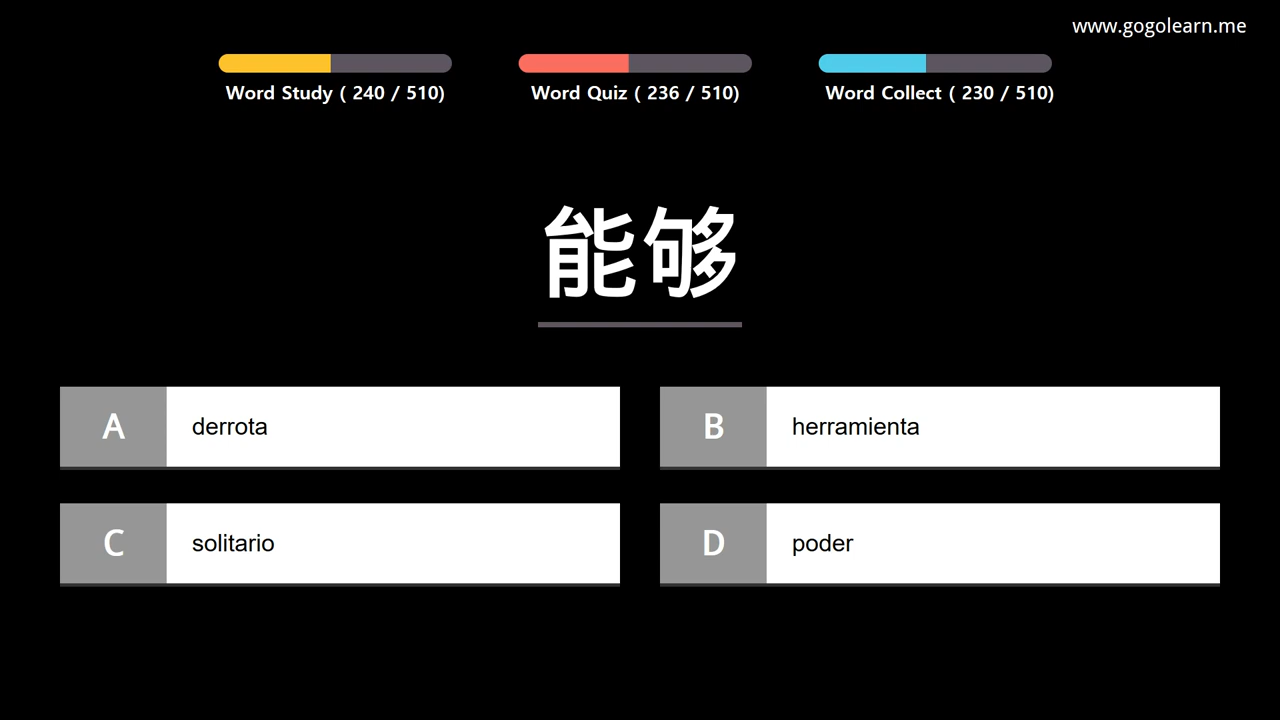 www.gogolearn.me
Word Study ( 240 / 510)
Word Quiz ( 236 / 510)
Word Collect ( 230 / 510)
能够
A derrota
B herramienta
C solitario
D poder